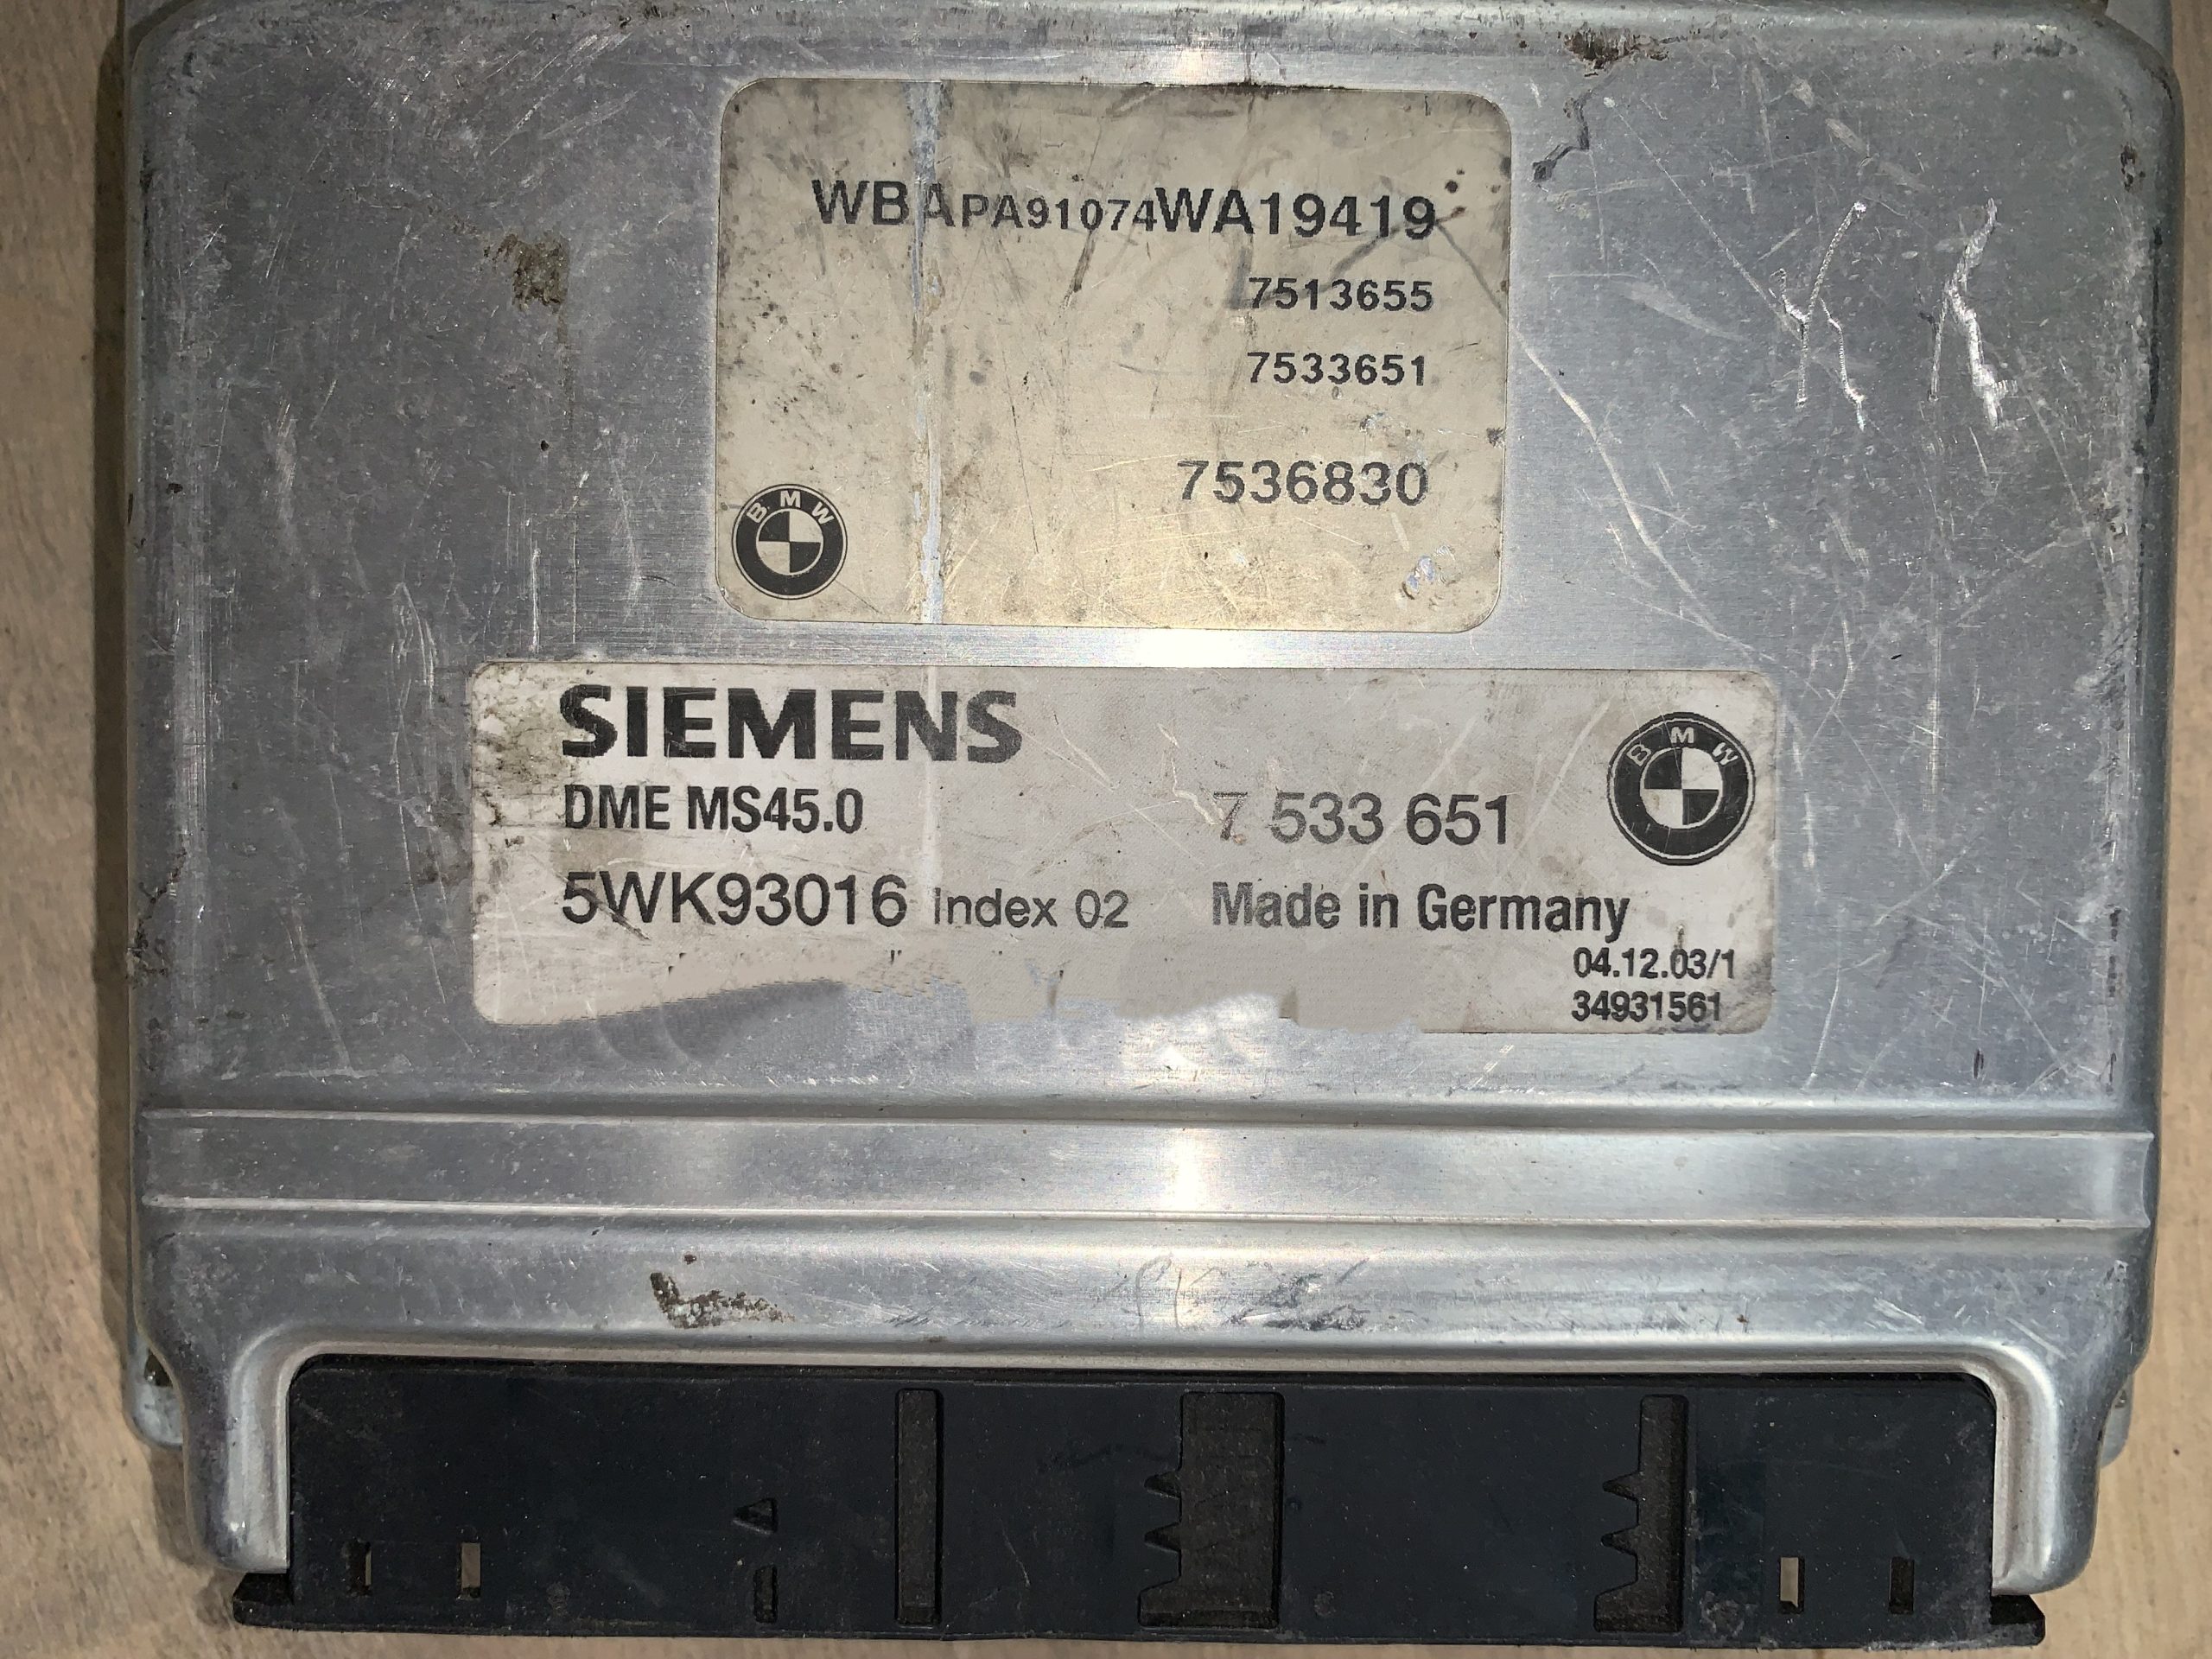 WBAPA91074WA19419
7513655
7533651
7536830
BMW
SIEMENS
BMW
DME MS45.0 7 533 651
5WK93016 Index 02 Made in Germany
04.12.03/1
34931561